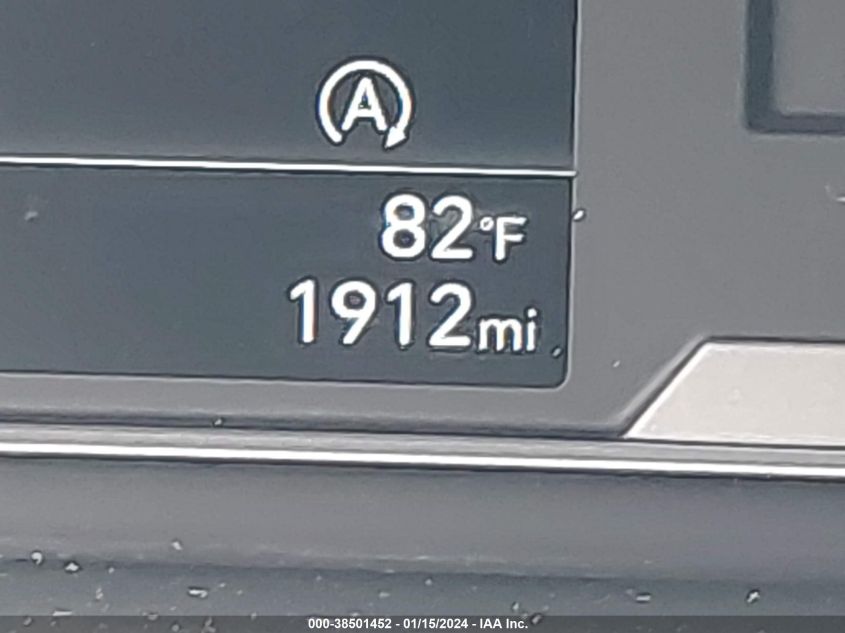 A
82°F
1912mi
000-38501452 - 01/15/2024 - IAA Inc.